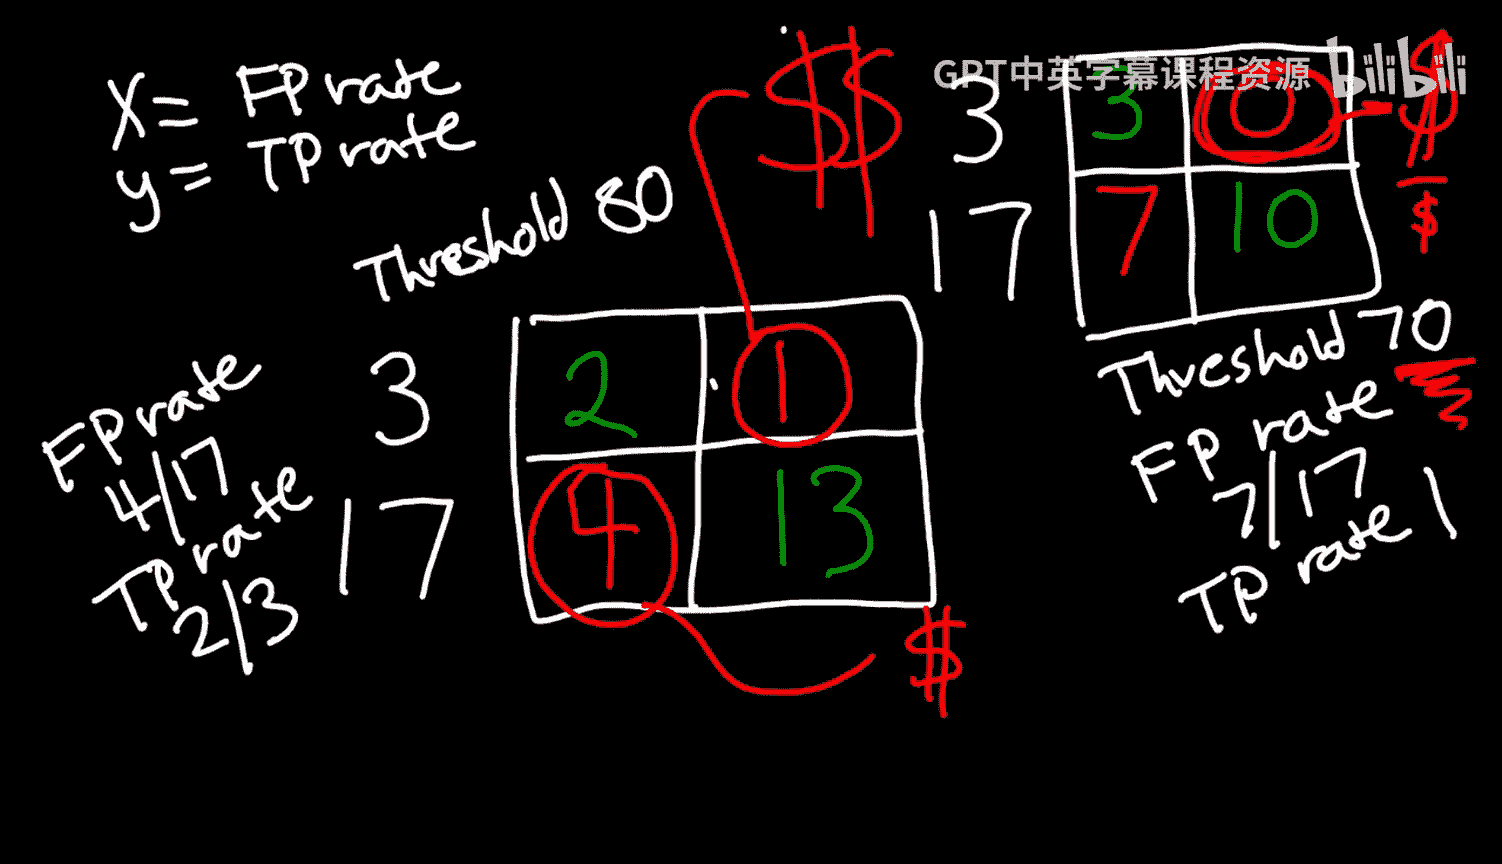 X = FP rate
y = TP rate
Threshold 80
$$
GPT中英字幕课程资源 bilibili
3 3 0 $
17 7 10 $
Threshold 70
FP rate
7/17
TP rate 1
FP rate
4/17
TP rate
2/3
3 2 1
17 4 13
$